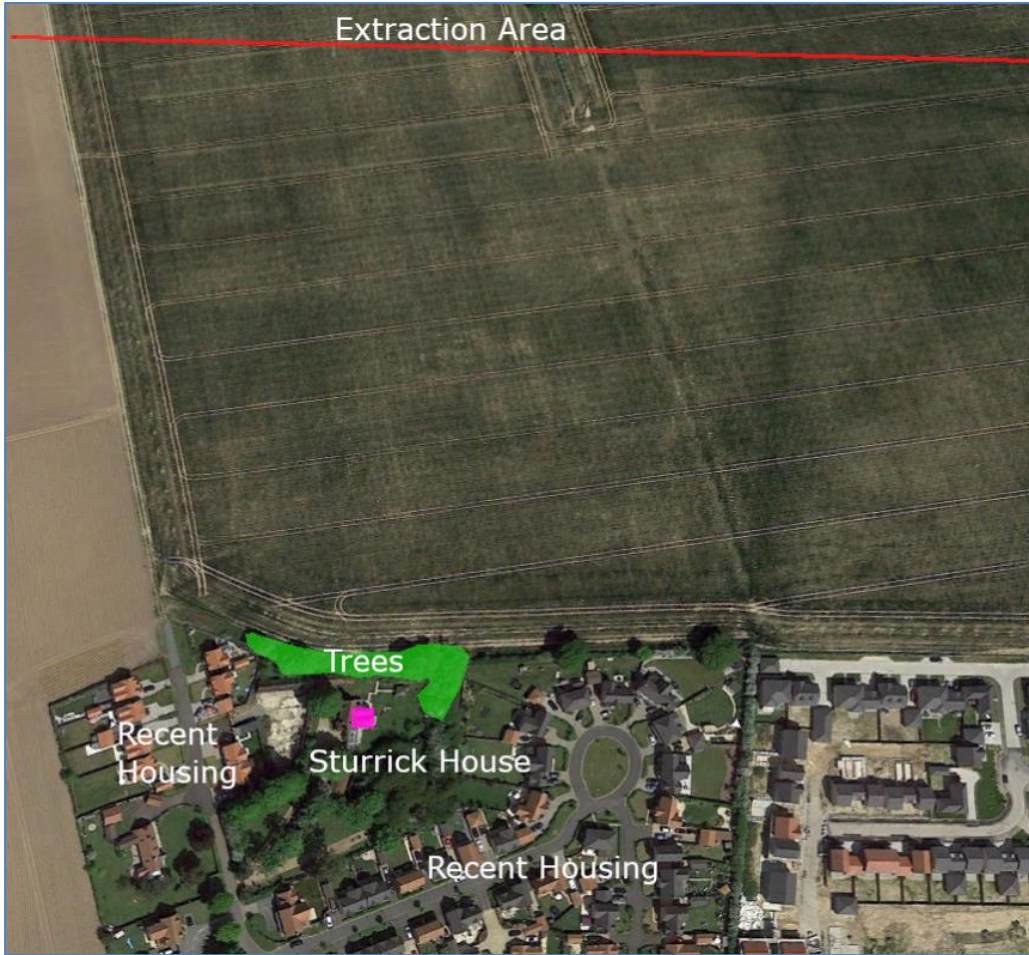 Extraction Area
Trees
Recent
Housing
Sturrick House
Recent Housing